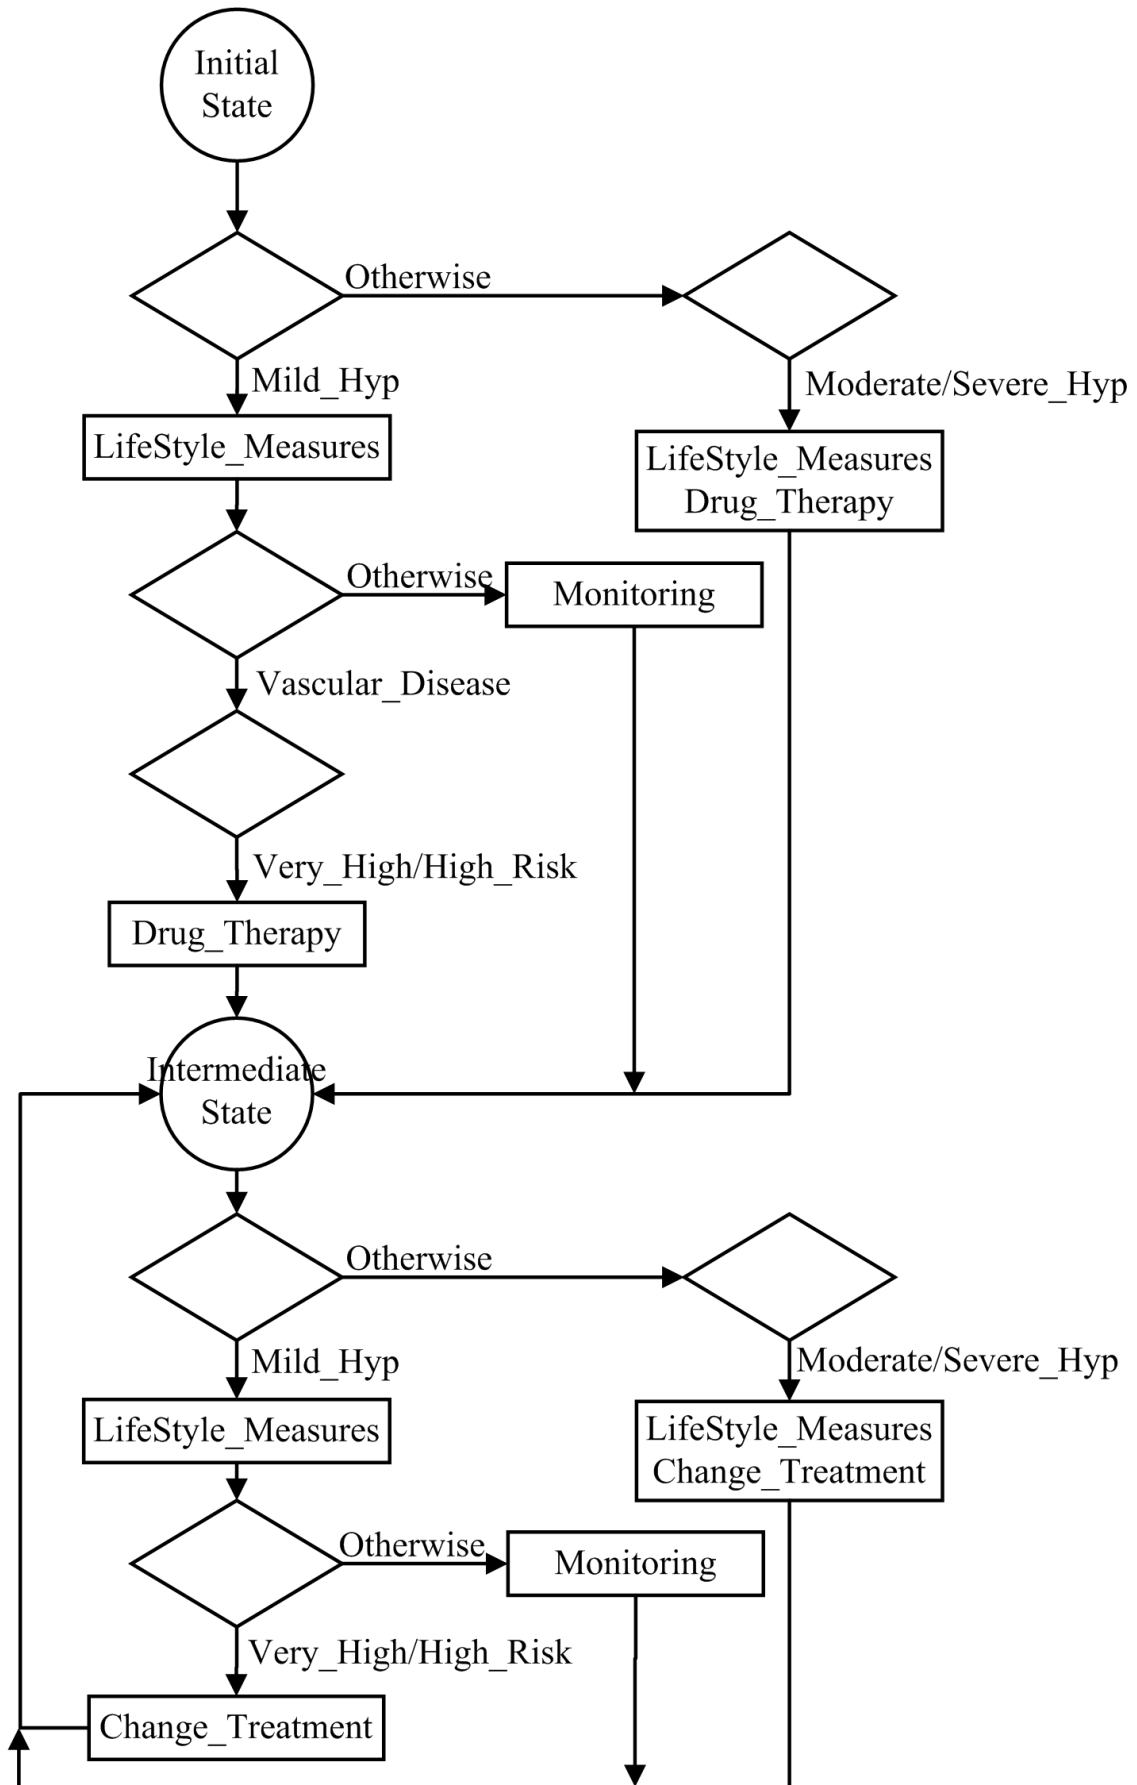 Initial
State
Otherwise
Mild_Hyp
Moderate/Severe_Hyp
LifeStyle_Measures
LifeStyle_Measures
Drug_Therapy
Otherwise
Monitoring
Vascular_Disease
Very_High/High_Risk
Drug_Therapy
Intermediate
State
Otherwise
Mild_Hyp
Moderate/Severe_Hyp
LifeStyle_Measures
LifeStyle_Measures
Change_Treatment
Otherwise
Monitoring
Very_High/High_Risk
Change_Treatment